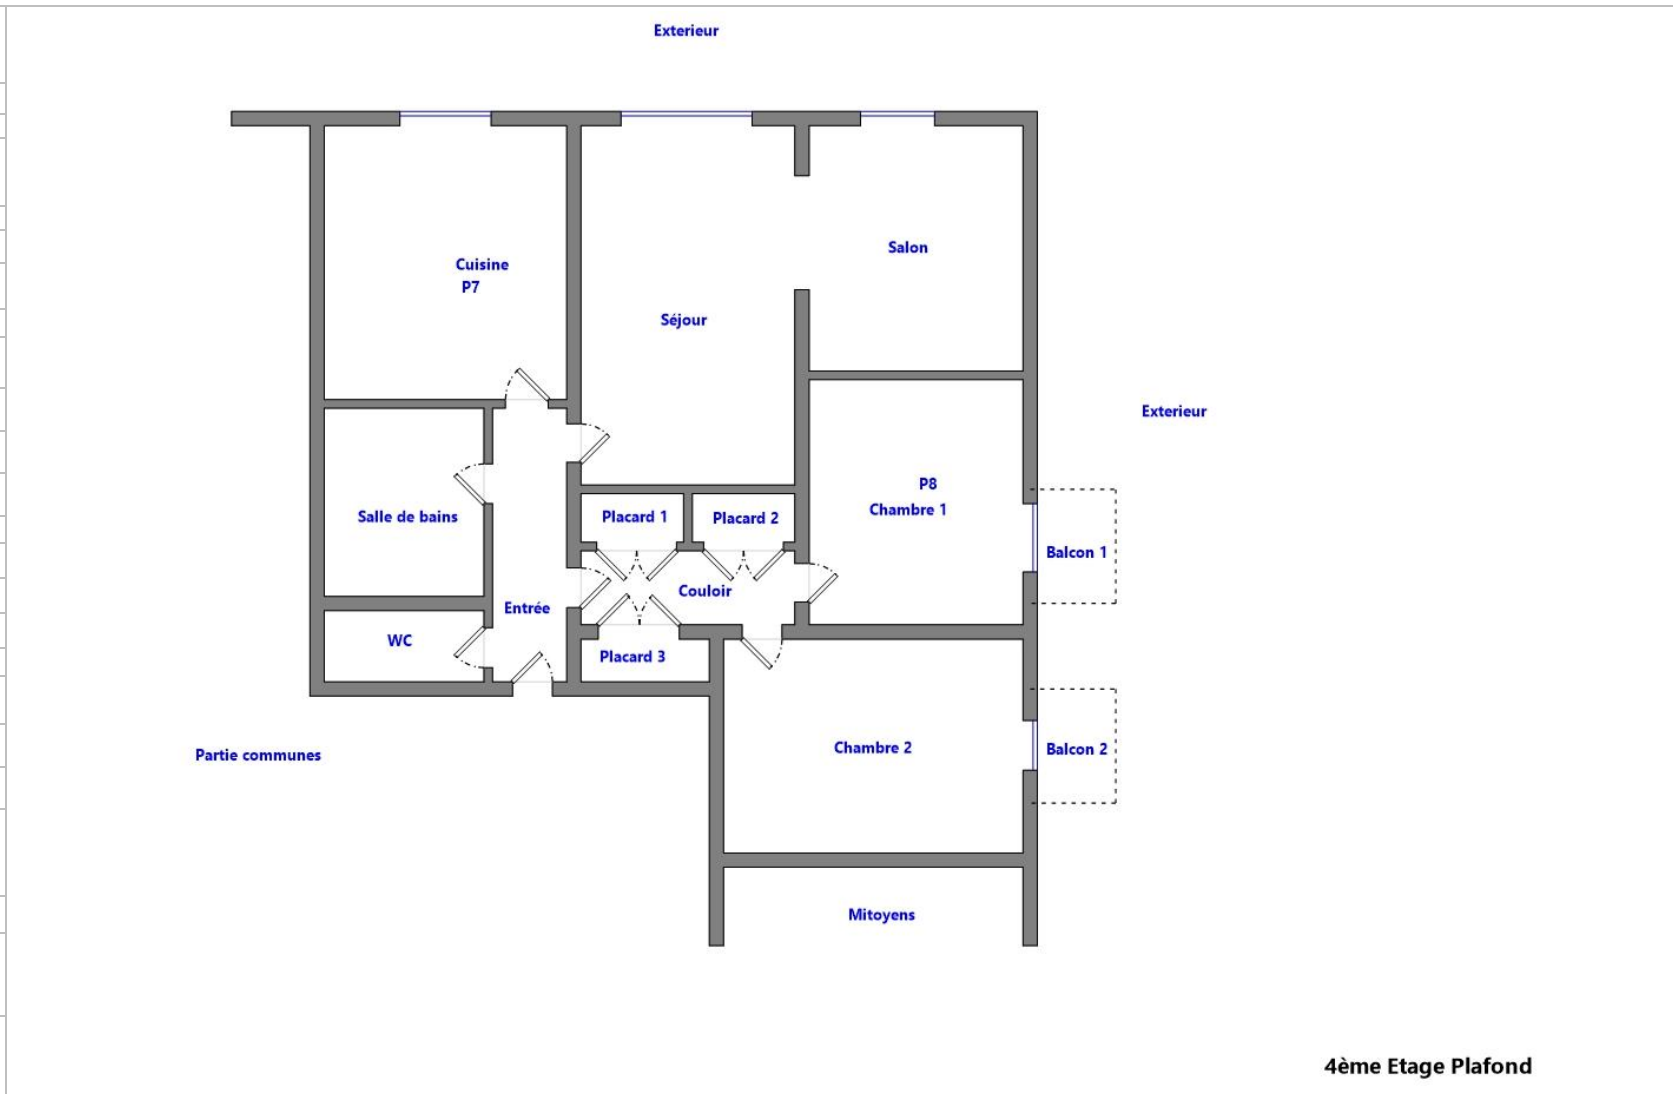 Exterieur
Salon
Cuisine
P7
Séjour
Exterieur
P8
Chambre 1
Salle de bains
Placard 1
Placard 2
Balcon 1
Couloir
Entrée
WC
Placard 3
Chambre 2
Balcon 2
Partie communes
Mitoyens
4ème Etage Plafond